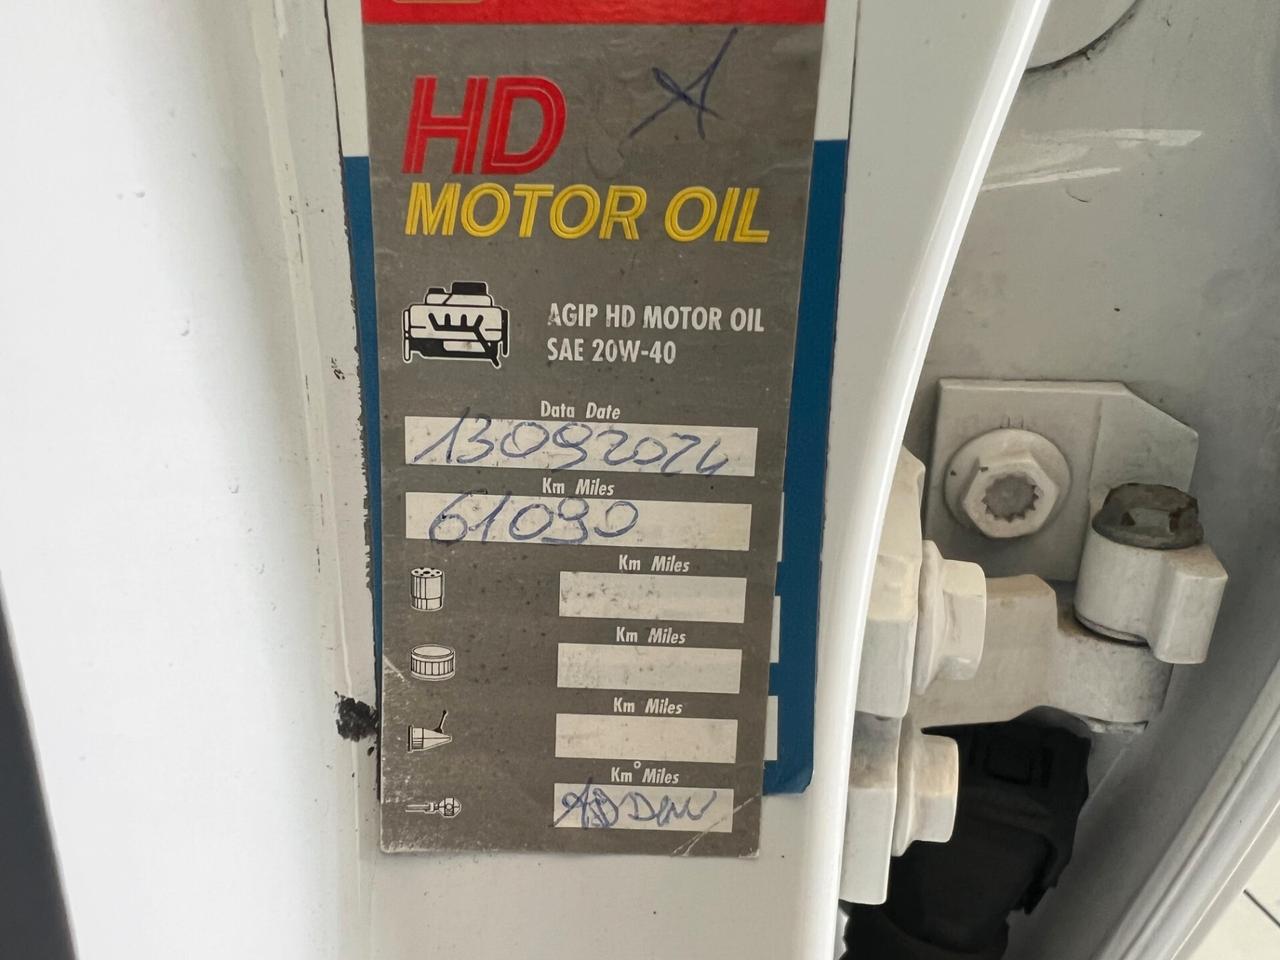 HD
MOTOR OIL
AGIP HD MOTOR OIL
SAE 20W-40
Data Date
13092024
Km Miles
61090
Km Miles
Km Miles
Km Miles
Km Miles